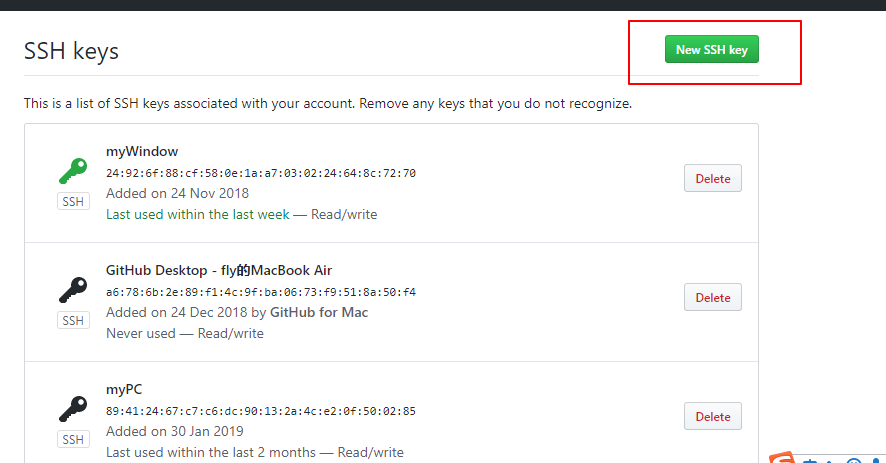 SSH keys
New SSH key
This is a list of SSH keys associated with your account. Remove any keys that you do not recognize.
myWindow
24:92:6f:88:cf:58:0e:1a:a7:03:02:24:64:8c:72:70
Added on 24 Nov 2018
Last used within the last week — Read/write
SSH
Delete
GitHub Desktop - fly的MacBook Air
a6:78:6b:2e:89:f1:4c:9f:ba:06:73:f9:51:8a:50:f4
Added on 24 Dec 2018 by GitHub for Mac
Never used — Read/write
SSH
Delete
myPC
89:41:24:67:c7:c6:dc:90:13:2a:4c:e2:0f:50:02:85
Added on 30 Jan 2019
Last used within the last 2 months — Read/write
SSH
Delete